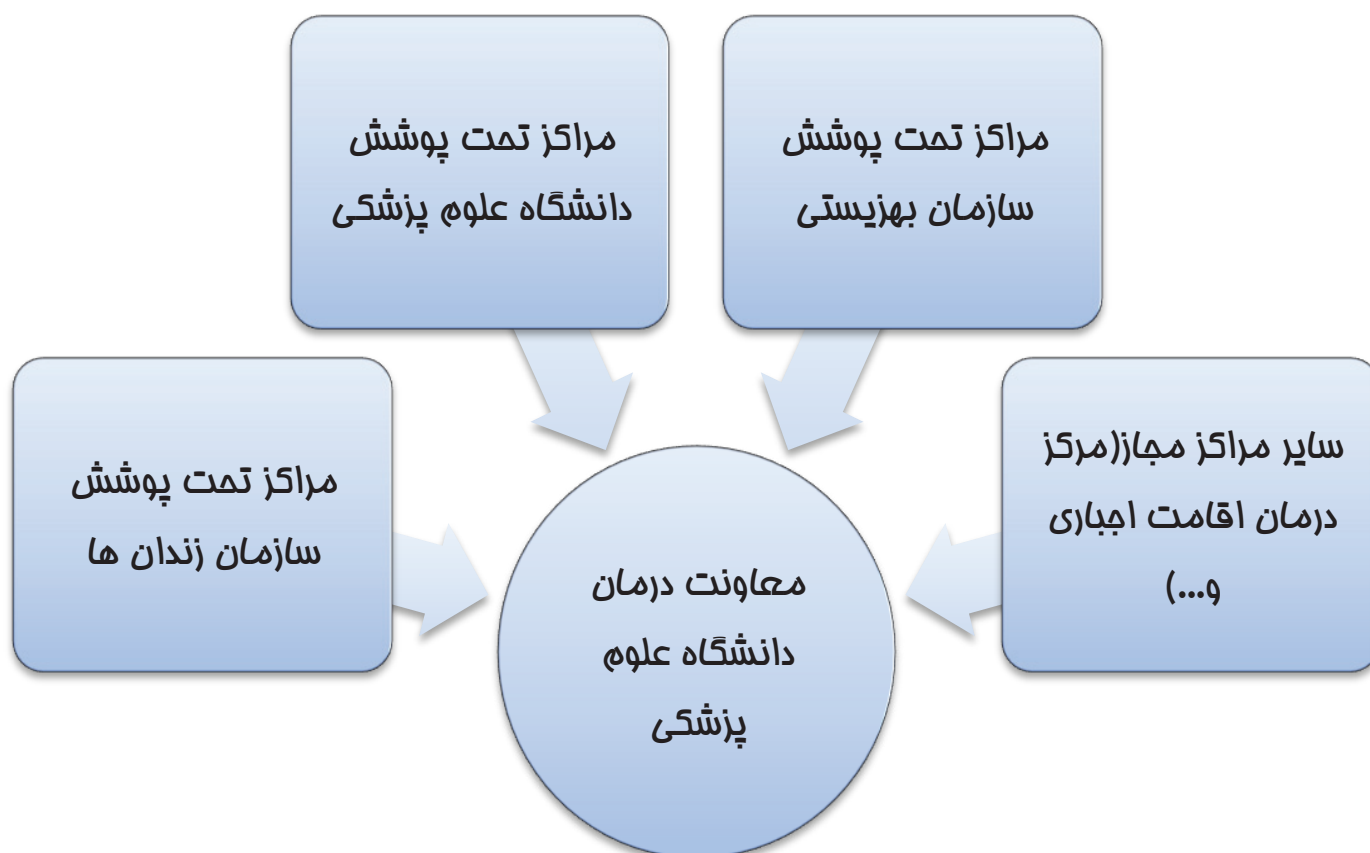 مراکز تحت پوشش
سازمان بهزیستی
مراکز تحت پوشش
دانشگاه علوم پزشکی
سایر مراکز مجاز(مرکز
درمان اقامت اجباری
و...)
مراکز تحت پوشش
سازمان زندان ها
معاونت درمان
دانشگاه علوم
پزشکی